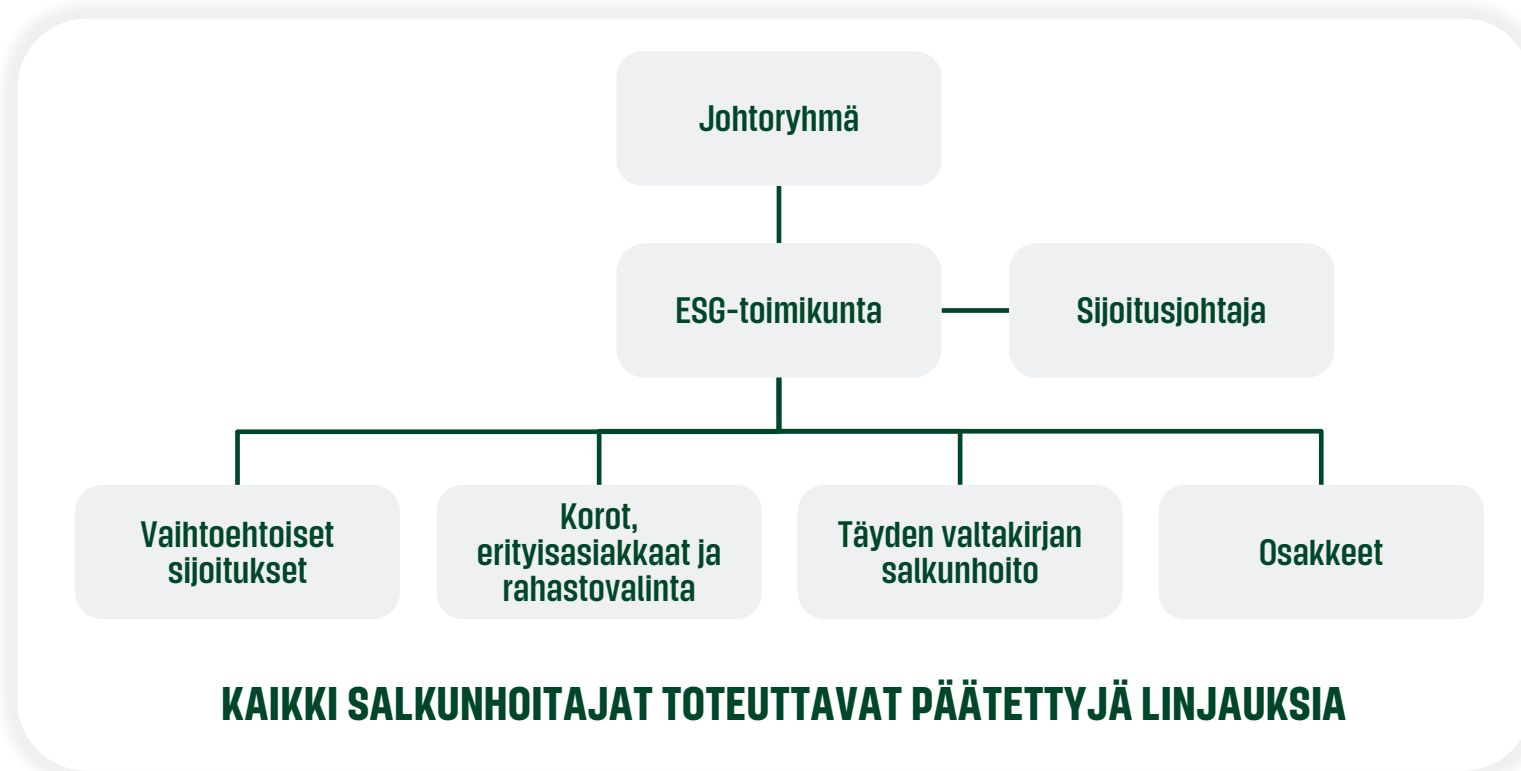 Johtoryhmä
ESG-toimikunta
Sijoitusjohtaja
Vaihtoehtoiset
sijoitukset
Korot,
erityisasiakkaat ja
rahastovalinta
Täyden valtakirjan
salkunhoito
Osakkeet
KAIKKI SALKUNHOITAJAT TOTEUTTAVAT PÄÄTETTYJÄ LINJAUKSIA